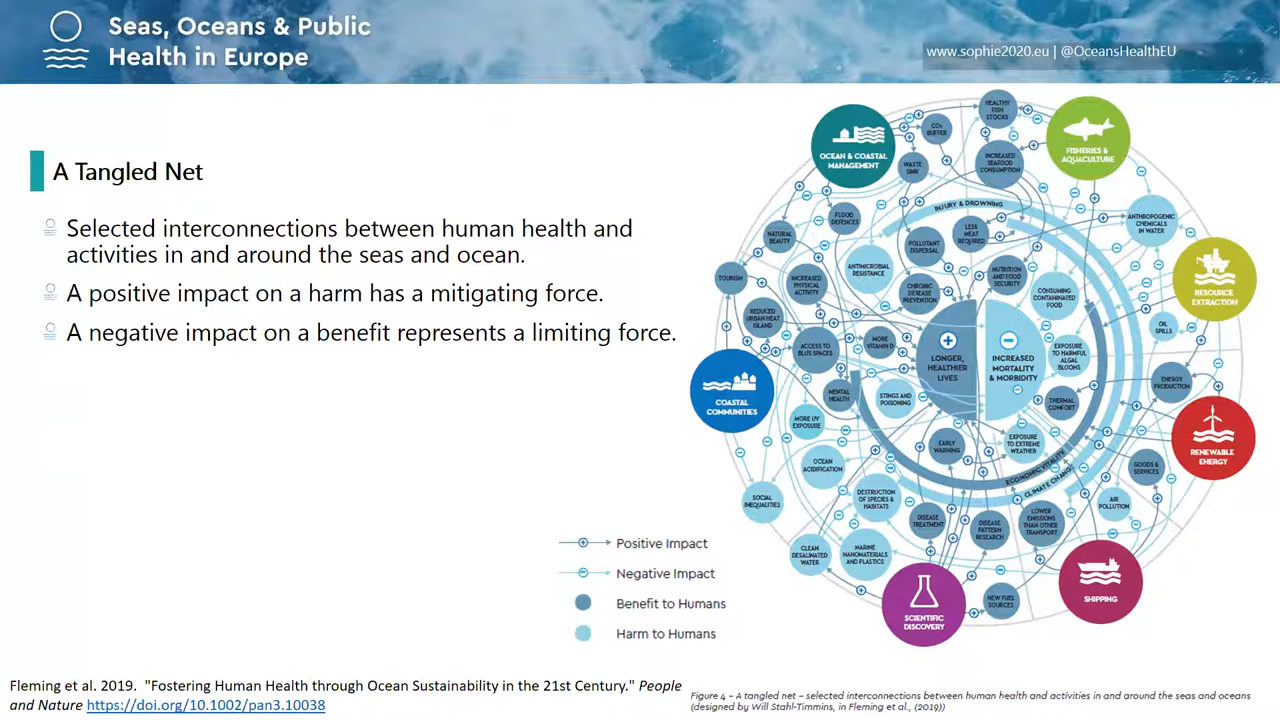 Seas, Oceans & Public
Health in Europe
www.sophie2020.eu | @OceansHealthEU
A Tangled Net
Selected interconnections between human health and
activities in and around the seas and ocean.
A positive impact on a harm has a mitigating force.
A negative impact on a benefit represents a limiting force.
OCEAN & COASTAL
MANAGEMENT
CO₂
BUFFER
HEALTHY
FISH
STOCKS
FISHERIES &
AQUACULTURE
WASTE
SINK
INCREASED
SEAFOOD
CONSUMPTION
INJURY & DROWNING
ANTHROPOGENIC
CHEMICALS
IN WATER
FLOOD
DEFENCES
NATURAL
BEAUTY
POLLUTANT
DISPERSAL
LESS
MEAT
REQUIRED
ANTIMICROBIAL
RESISTANCE
NUTRITION
AND FOOD
SECURITY
TOURISM
INCREASED
PHYSICAL
ACTIVITY
CHRONIC
DISEASE
PREVENTION
CONSUMING
CONTAMINATED
FOOD
RESOURCE
EXTRACTION
REDUCED
URBAN HEAT
ISLAND
OIL
SPILLS
ACCESS TO
BLUE SPACES
MORE
VITAMIN D
LONGER,
HEALTHIER
LIVES
INCREASED
MORTALITY
& MORBIDITY
EXPOSURE
TO HARMFUL
ALGAL
BLOOMS
ENERGY
PRODUCTION
COASTAL
COMMUNITIES
MENTAL
HEALTH
STINGS AND
POISONING
THERMAL
COMFORT
MORE UV
EXPOSURE
EARLY
WARNING
EXPOSURE
TO EXTREME
WEATHER
RENEWABLE
ENERGY
OCEAN
ACIDIFICATION
ECONOMIC VITALITY
CLIMATE CHANGE
GOODS &
SERVICES
SOCIAL
INEQUALITIES
DESTRUCTION
OF SPECIES &
HABITATS
AIR
POLLUTION
DISEASE
TREATMENT
DISEASE
PATTERN
RESEARCH
LOWER
EMISSIONS
THAN OTHER
TRANSPORT
CLEAN
DESALINATED
WATER
MARINE
NANOMATERIALS
AND PLASTICS
SCIENTIFIC
DISCOVERY
NEW FUEL
SOURCES
SHIPPING
Positive Impact
Negative Impact
Benefit to Humans
Harm to Humans
Fleming et al. 2019. "Fostering Human Health through Ocean Sustainability in the 21st Century." People
and Nature https://doi.org/10.1002/pan3.10038
Figure 4 – A tangled net – selected interconnections between human health and activities in and around the seas and oceans
(designed by Will Stahl-Timmins, in Fleming et al., (2019))